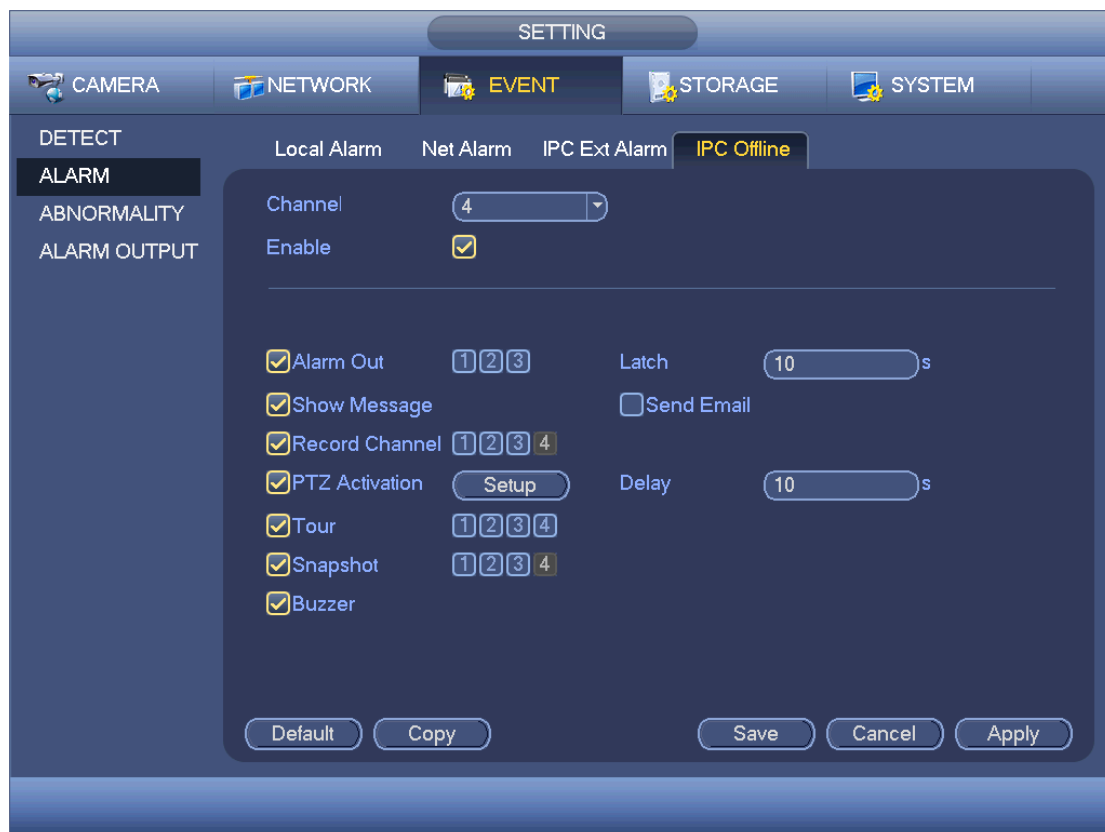 SETTING
CAMERA NETWORK EVENT STORAGE SYSTEM
DETECT
ALARM
ABNORMALITY
ALARM OUTPUT
Local Alarm Net Alarm IPC Ext Alarm IPC Offline
Channel 4
Enable
Alarm Out 1 2 3 Latch 10 s
Show Message Send Email
Record Channel 1 2 3 4
PTZ Activation Setup Delay 10 s
Tour 1 2 3 4
Snapshot 1 2 3 4
Buzzer
Default Copy Save Cancel Apply